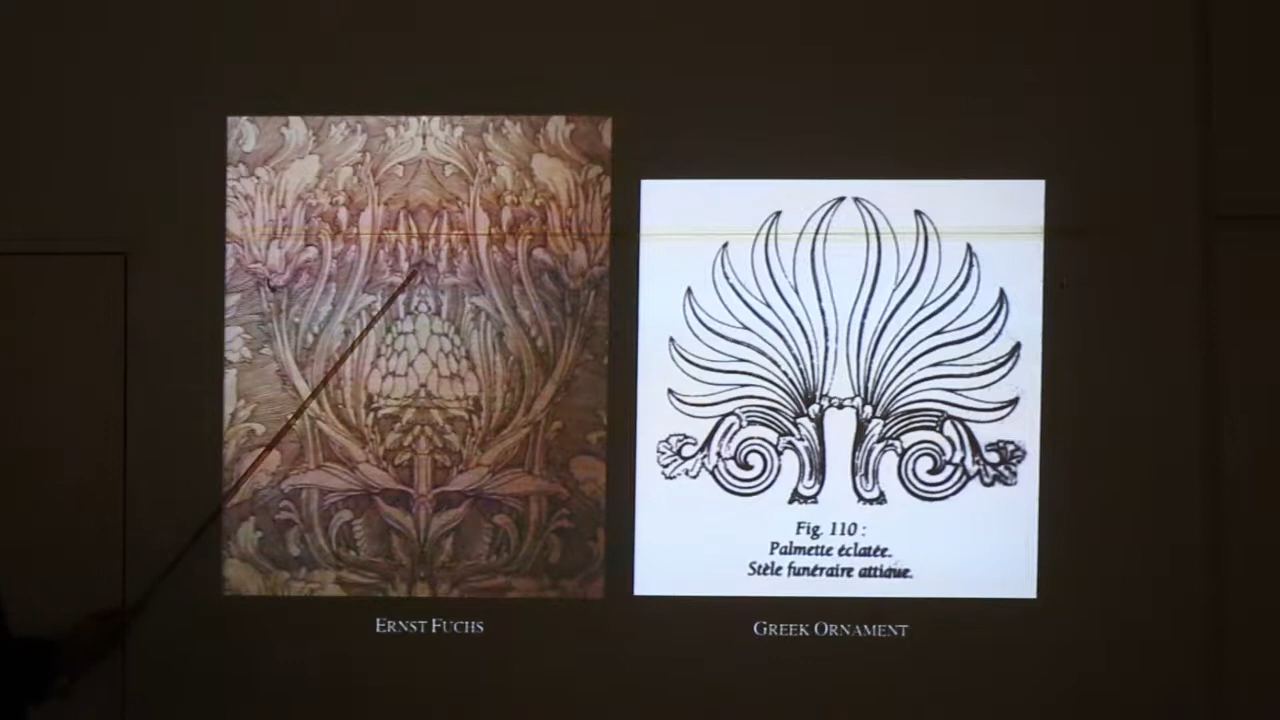 Fig. 110 :
Palmette éclatée.
Stèle funéraire attique.
ERNST FUCHS
GREEK ORNAMENT